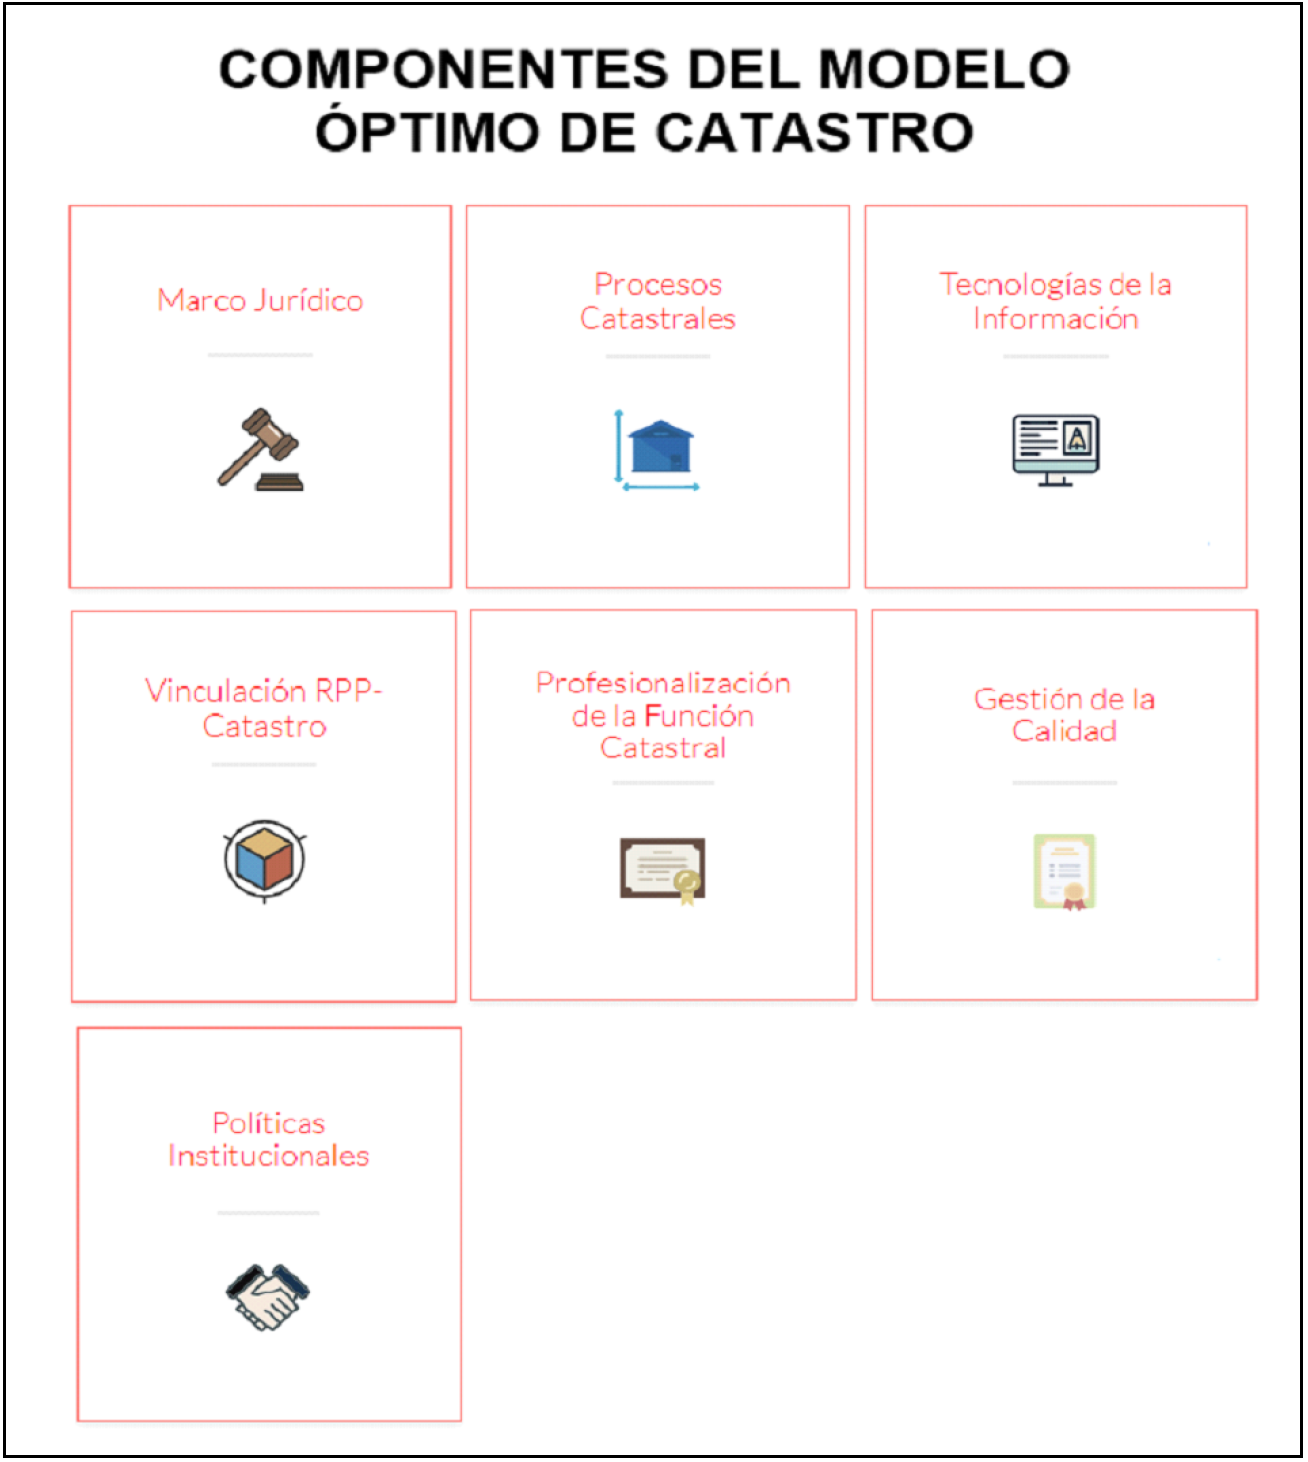 COMPONENTES DEL MODELO
ÓPTIMO DE CATASTRO
Marco Jurídico
Procesos
Catastrales
Tecnologías de la
Información
Vinculación RPP-
Catastro
Profesionalización
de la Función
Catastral
Gestión de la
Calidad
Políticas
Institucionales